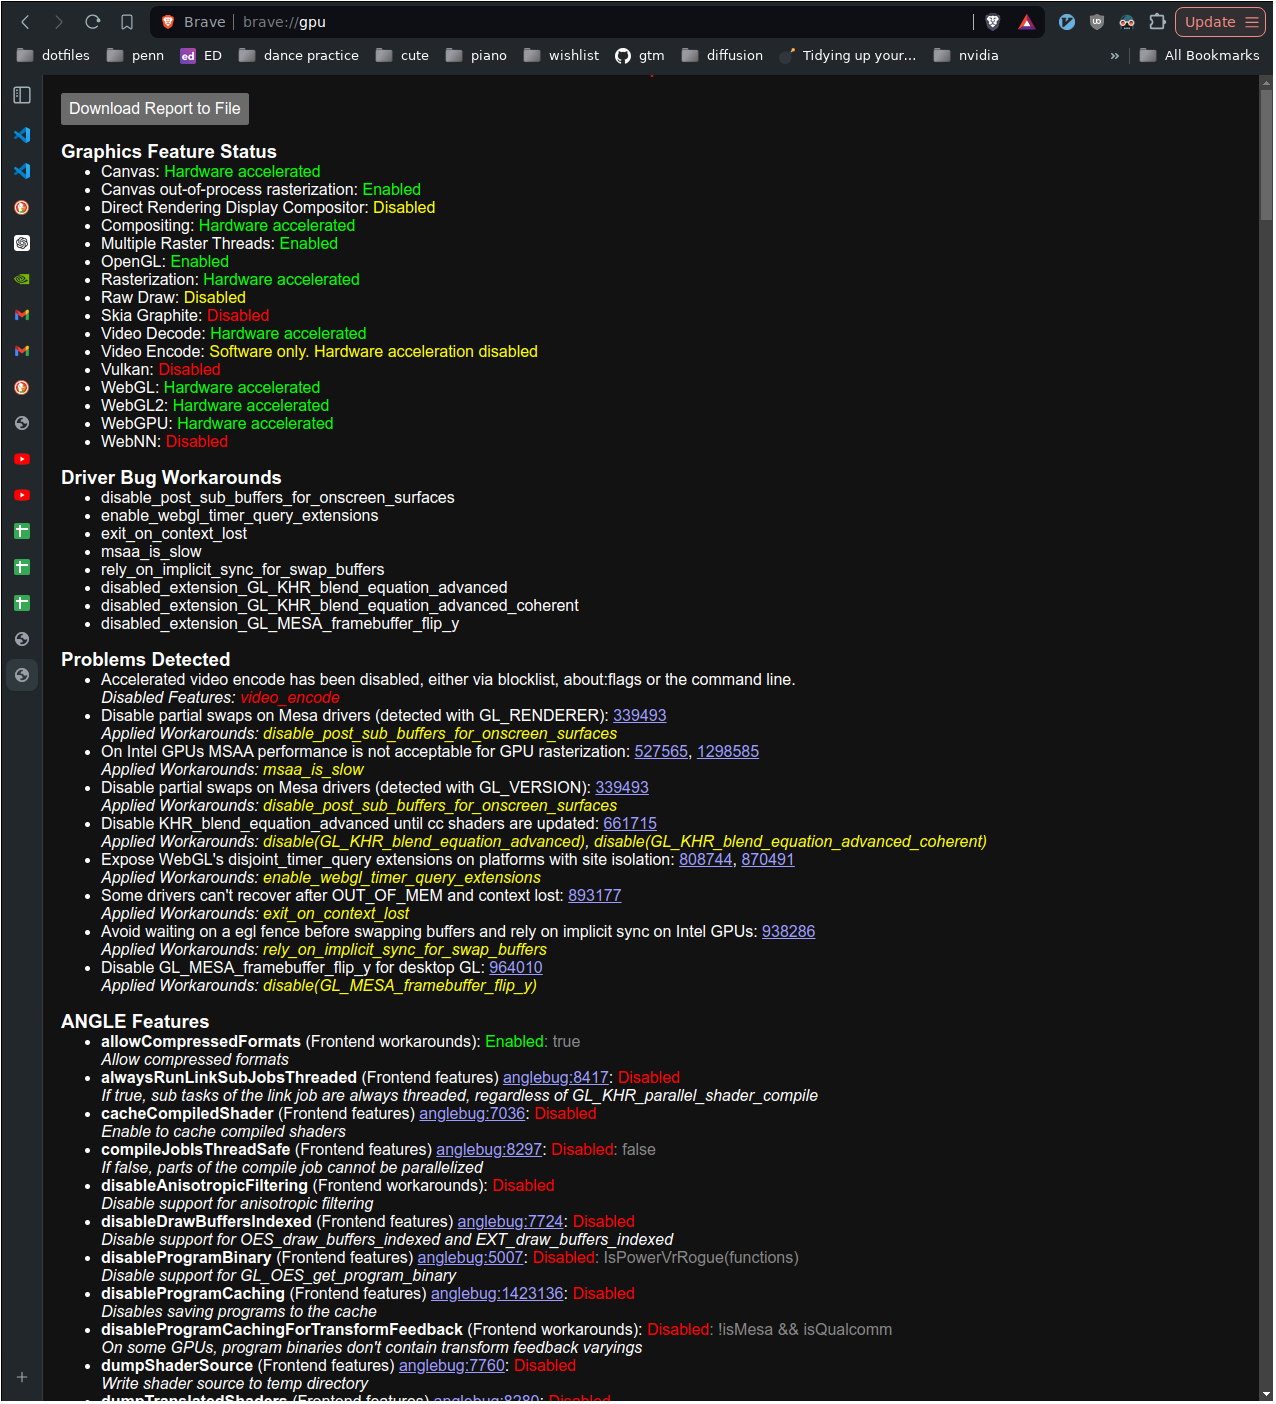 Brave
brave://gpu
Update
dotfiles
penn
ED
dance practice
cute
piano
wishlist
gtm
diffusion
Tidying up your...
nvidia
»
All Bookmarks
Download Report to File
Graphics Feature Status
Canvas: Hardware accelerated
Canvas out-of-process rasterization: Enabled
Direct Rendering Display Compositor: Disabled
Compositing: Hardware accelerated
Multiple Raster Threads: Enabled
OpenGL: Enabled
Rasterization: Hardware accelerated
Raw Draw: Disabled
Skia Graphite: Disabled
Video Decode: Hardware accelerated
Video Encode: Software only. Hardware acceleration disabled
Vulkan: Disabled
WebGL: Hardware accelerated
WebGL2: Hardware accelerated
WebGPU: Hardware accelerated
WebNN: Disabled
Driver Bug Workarounds
disable_post_sub_buffers_for_onscreen_surfaces
enable_webgl_timer_query_extensions
exit_on_context_lost
msaa_is_slow
rely_on_implicit_sync_for_swap_buffers
disabled_extension_GL_KHR_blend_equation_advanced
disabled_extension_GL_KHR_blend_equation_advanced_coherent
disabled_extension_GL_MESA_framebuffer_flip_y
Problems Detected
Accelerated video encode has been disabled, either via blocklist, about:flags or the command line.
Disabled Features: video_encode
Disable partial swaps on Mesa drivers (detected with GL_RENDERER): 339493
Applied Workarounds: disable_post_sub_buffers_for_onscreen_surfaces
On Intel GPUs MSAA performance is not acceptable for GPU rasterization: 527565, 1298585
Applied Workarounds: msaa_is_slow
Disable partial swaps on Mesa drivers (detected with GL_VERSION): 339493
Applied Workarounds: disable_post_sub_buffers_for_onscreen_surfaces
Disable KHR_blend_equation_advanced until cc shaders are updated: 661715
Applied Workarounds: disable(GL_KHR_blend_equation_advanced), disable(GL_KHR_blend_equation_advanced_coherent)
Expose WebGL's disjoint_timer_query extensions on platforms with site isolation: 808744, 870491
Applied Workarounds: enable_webgl_timer_query_extensions
Some drivers can't recover after OUT_OF_MEM and context lost: 893177
Applied Workarounds: exit_on_context_lost
Avoid waiting on a egl fence before swapping buffers and rely on implicit sync on Intel GPUs: 938286
Applied Workarounds: rely_on_implicit_sync_for_swap_buffers
Disable GL_MESA_framebuffer_flip_y for desktop GL: 964010
Applied Workarounds: disable(GL_MESA_framebuffer_flip_y)
ANGLE Features
allowCompressedFormats (Frontend workarounds): Enabled: true
Allow compressed formats
alwaysRunLinkSubJobsThreaded (Frontend features) anglebug:8417: Disabled
If true, sub tasks of the link job are always threaded, regardless of GL_KHR_parallel_shader_compile
cacheCompiledShader (Frontend features) anglebug:7036: Disabled
Enable to cache compiled shaders
compileJobIsThreadSafe (Frontend features) anglebug:8297: Disabled: false
If false, parts of the compile job cannot be parallelized
disableAnisotropicFiltering (Frontend workarounds): Disabled
Disable support for anisotropic filtering
disableDrawBuffersIndexed (Frontend features) anglebug:7724: Disabled
Disable support for OES_draw_buffers_indexed and EXT_draw_buffers_indexed
disableProgramBinary (Frontend features) anglebug:5007: Disabled: IsPowerVrRogue(functions)
Disable support for GL_OES_get_program_binary
disableProgramCaching (Frontend features) anglebug:1423136: Disabled
Disables saving programs to the cache
disableProgramCachingForTransformFeedback (Frontend workarounds): Disabled: !isMesa && isQualcomm
On some GPUs, program binaries don't contain transform feedback varyings
dumpShaderSource (Frontend features) anglebug:7760: Disabled
Write shader source to temp directory
dumpTranslatedShaders (Frontend features) anglebug:8280: Disabled